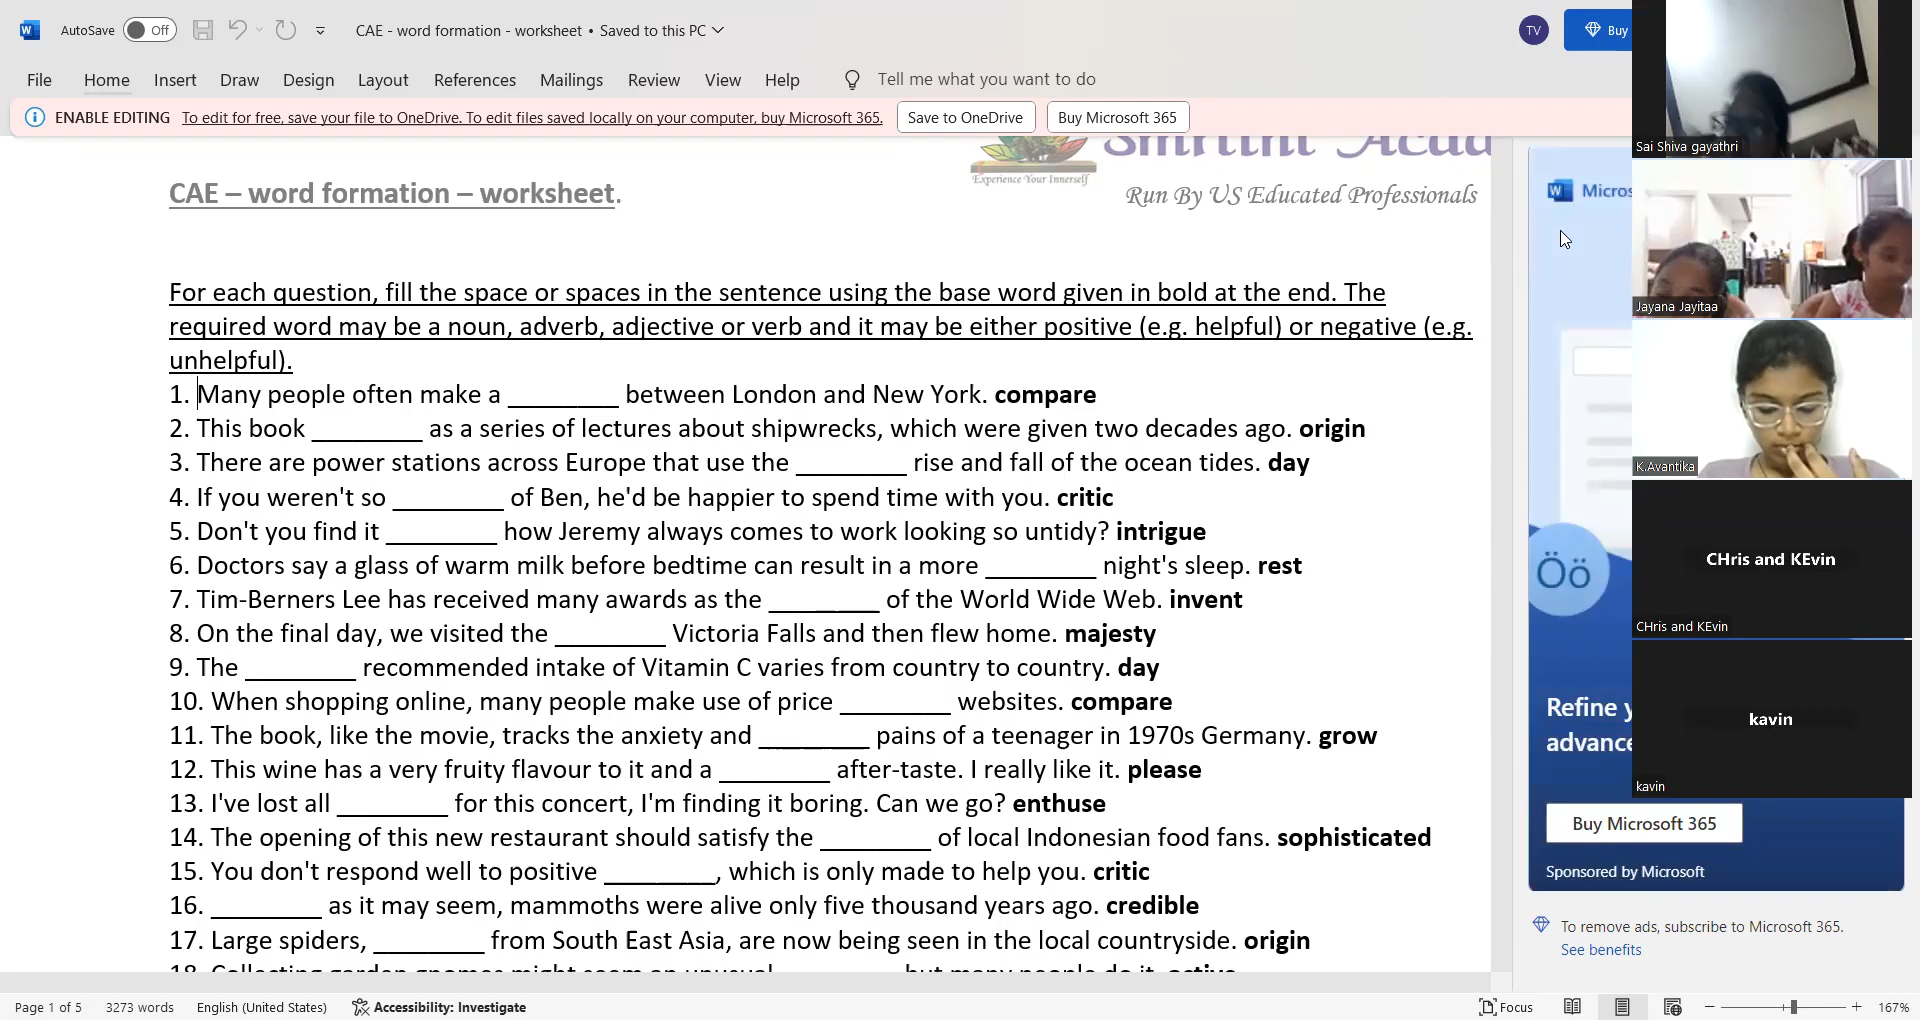 AutoSave Off CAE - word formation - worksheet • Saved to this PC TV Buy
File Home Insert Draw Design Layout References Mailings Review View Help Tell me what you want to do
ENABLE EDITING To edit for free, save your file to OneDrive. To edit files saved locally on your computer, buy Microsoft 365. Save to OneDrive Buy Microsoft 365
Experience Your Innerself
CAE – word formation – worksheet.
Run By US Educated Professionals
For each question, fill the space or spaces in the sentence using the base word given in bold at the end. The
required word may be a noun, adverb, adjective or verb and it may be either positive (e.g. helpful) or negative (e.g.
unhelpful).
1. Many people often make a ________ between London and New York. compare
2. This book ________ as a series of lectures about shipwrecks, which were given two decades ago. origin
3. There are power stations across Europe that use the ________ rise and fall of the ocean tides. day
4. If you weren't so ________ of Ben, he'd be happier to spend time with you. critic
5. Don't you find it ________ how Jeremy always comes to work looking so untidy? intrigue
6. Doctors say a glass of warm milk before bedtime can result in a more ________ night's sleep. rest
7. Tim-Berners Lee has received many awards as the ________ of the World Wide Web. invent
8. On the final day, we visited the ________ Victoria Falls and then flew home. majesty
9. The ________ recommended intake of Vitamin C varies from country to country. day
10. When shopping online, many people make use of price ________ websites. compare
11. The book, like the movie, tracks the anxiety and ________ pains of a teenager in 1970s Germany. grow
12. This wine has a very fruity flavour to it and a ________ after-taste. I really like it. please
13. I've lost all ________ for this concert, I'm finding it boring. Can we go? enthuse
14. The opening of this new restaurant should satisfy the ________ of local Indonesian food fans. sophisticated
15. You don't respond well to positive ________, which is only made to help you. critic
16. ________ as it may seem, mammoths were alive only five thousand years ago. credible
17. Large spiders, ________ from South East Asia, are now being seen in the local countryside. origin
18. Collecting garden gnomes might seem an unusual ________ but many people do it. active
Micros
Öö
Refine y
advance
Buy Microsoft 365
Sponsored by Microsoft
To remove ads, subscribe to Microsoft 365.
See benefits
Sai Shiva gayathri
Jayana Jayitaa
K.Avantika
CHris and KEvin
CHris and KEvin
kavin
kavin
Page 1 of 5 3273 words English (United States) Accessibility: Investigate Focus 167%